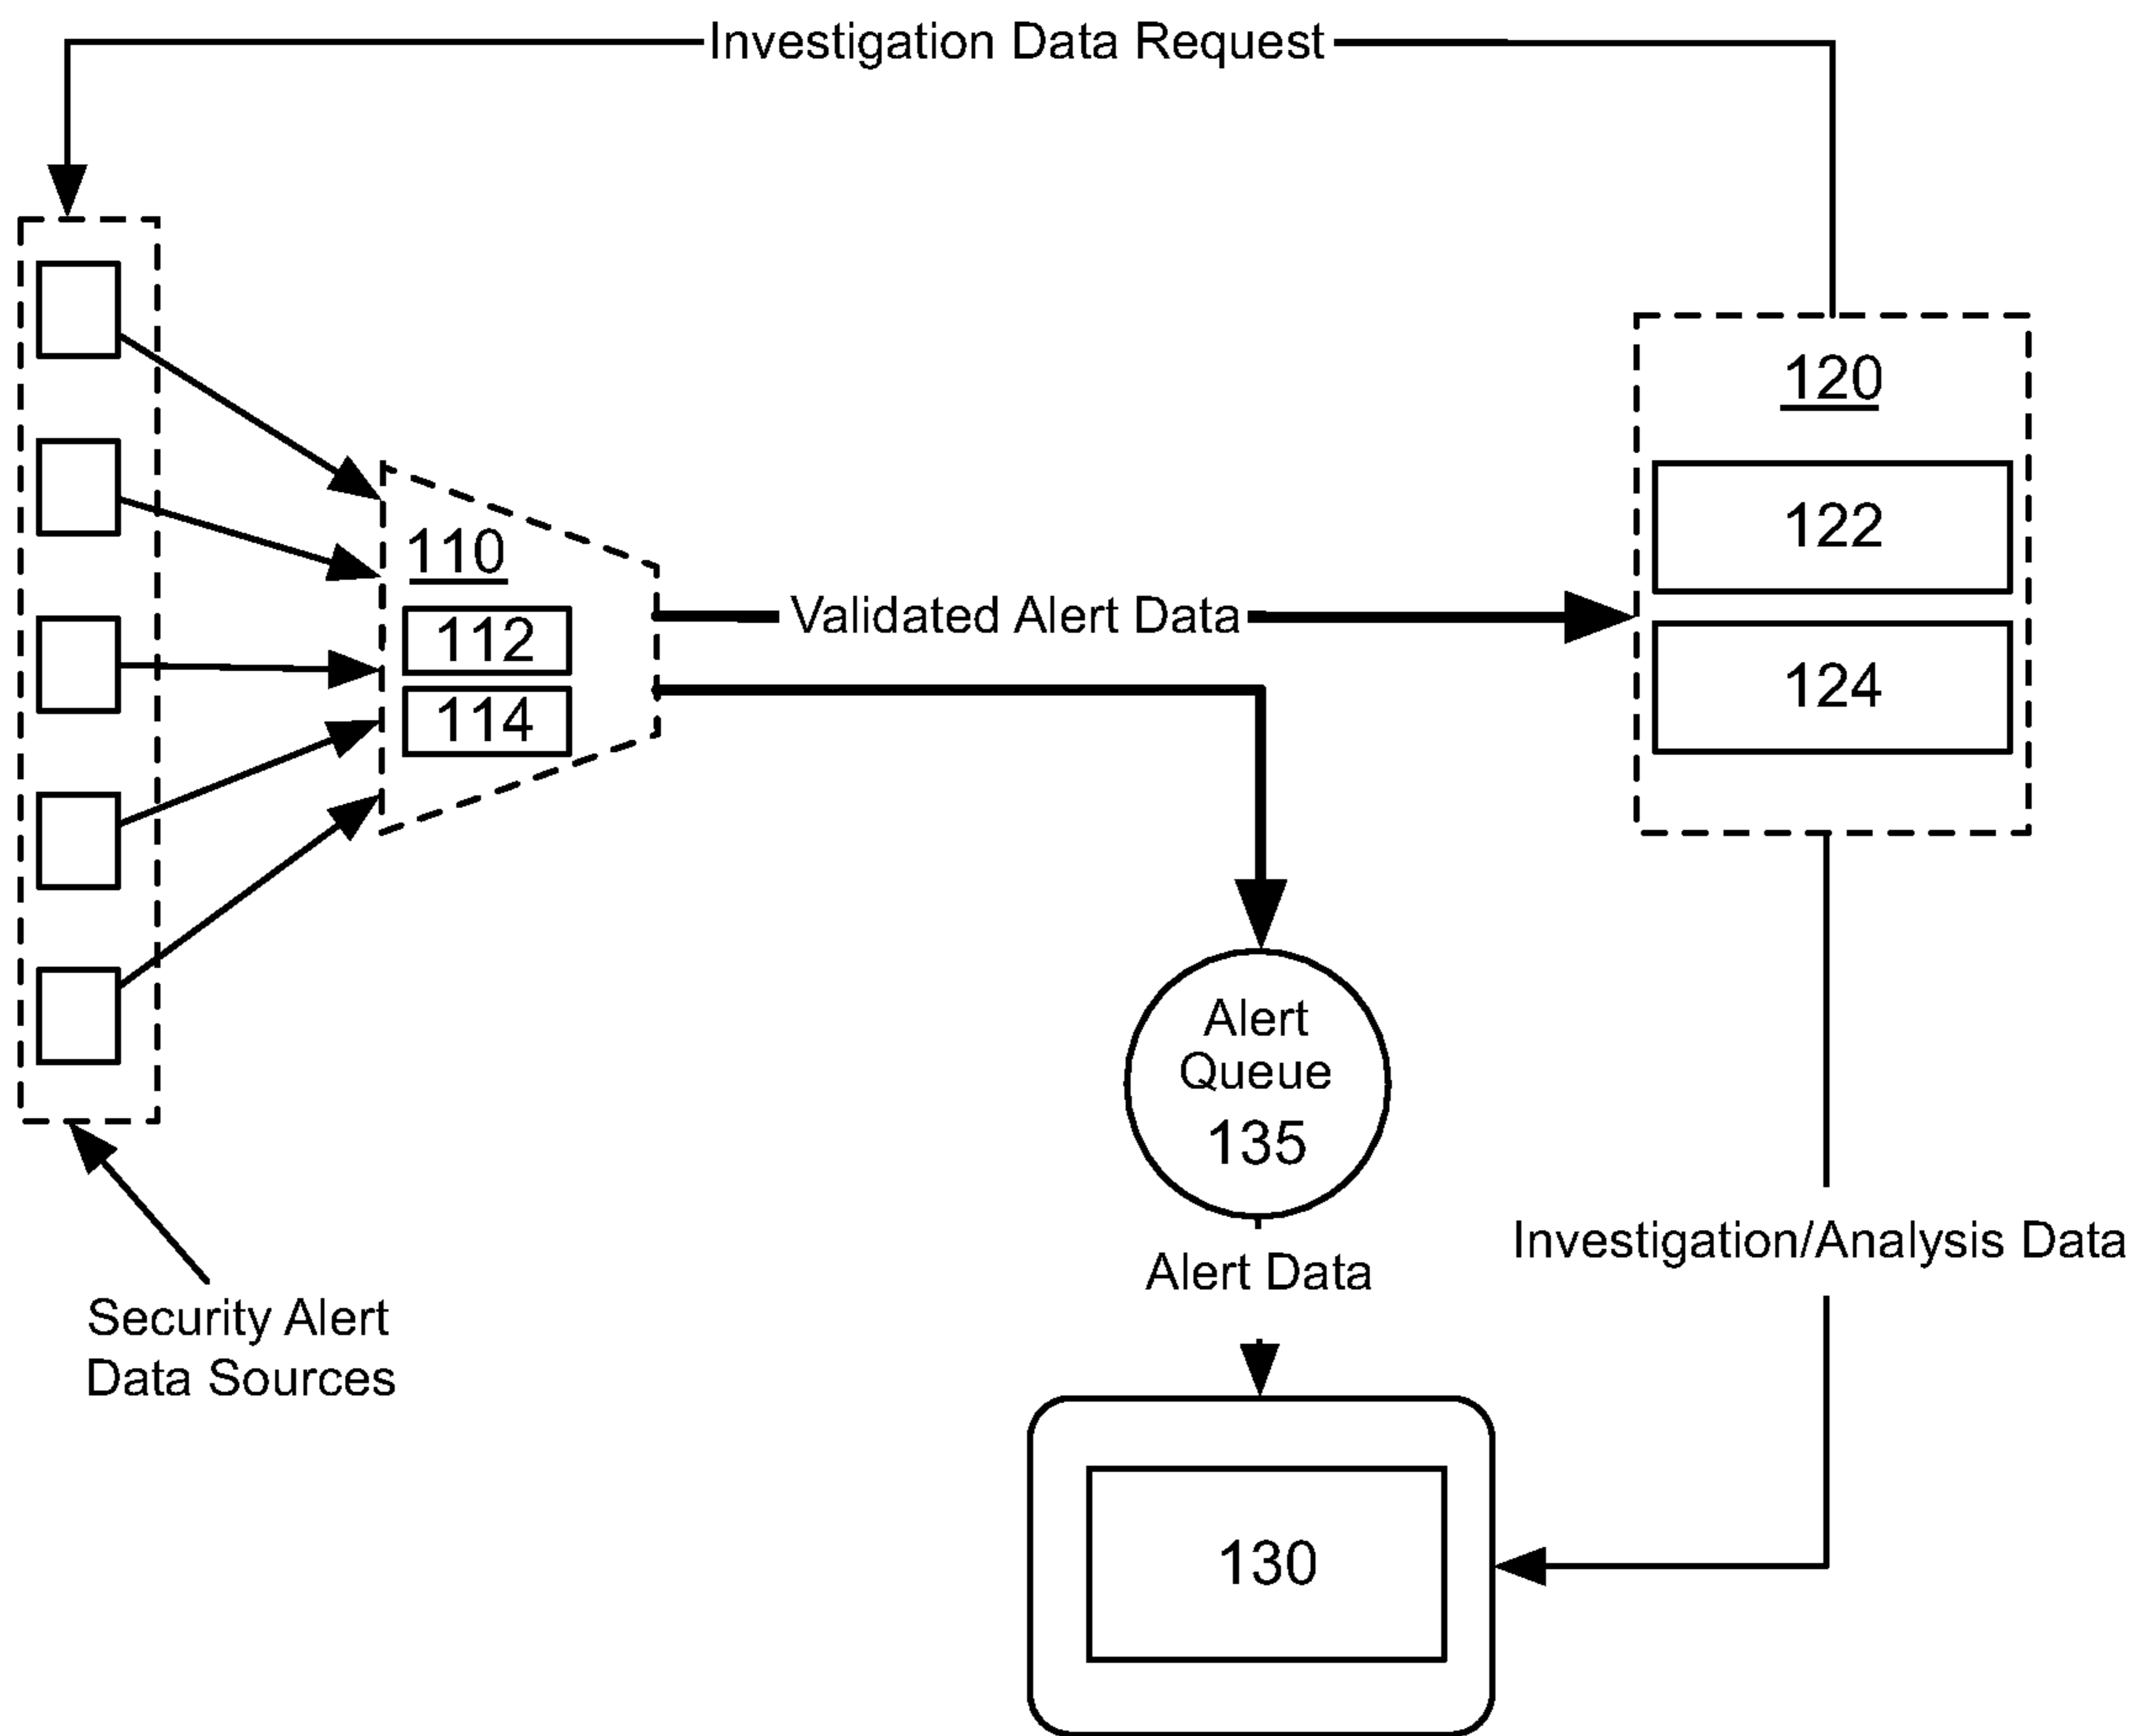 Investigation Data Request
120
122
110
112
Validated Alert Data
124
114
Alert
Queue
135
Investigation/Analysis Data
Alert Data
Security Alert
Data Sources
130